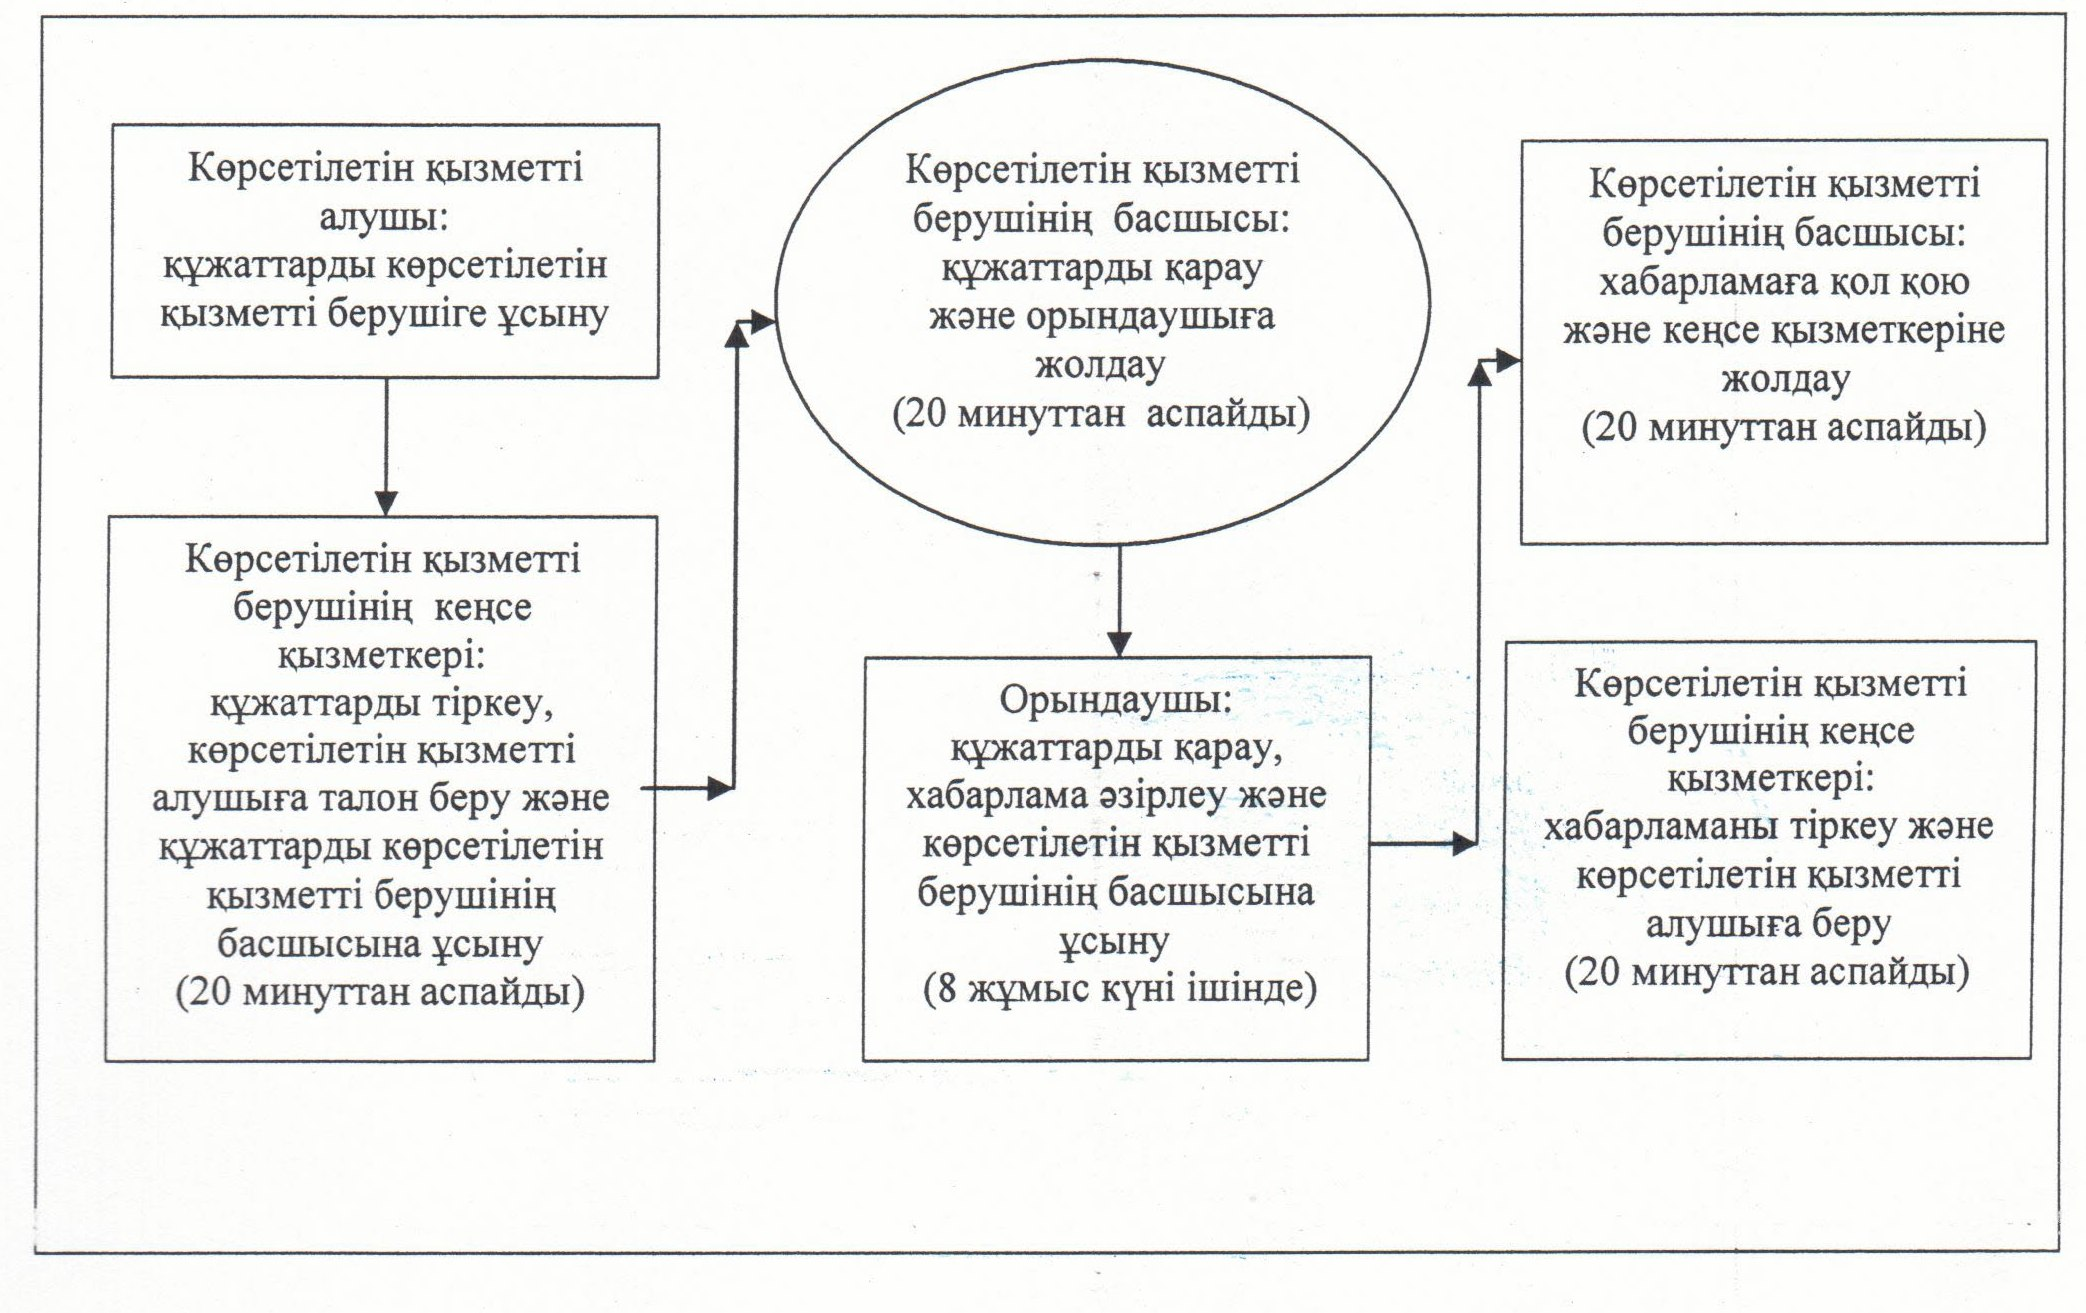 Көрсетілетін қызметті
алушы:
құжаттарды көрсетілетін
қызметті берушіге ұсыну
Көрсетілетін қызметті
берушінің кеңсе
қызметкері:
құжаттарды тіркеу,
көрсетілетін қызметті
алушыға талон беру және
құжаттарды көрсетілетін
қызметті берушінің
басшысына ұсыну
(20 минуттан аспайды)
Көрсетілетін қызметті
берушінің басшысы:
құжаттарды қарау
және орындаушыға
жолдау
(20 минуттан аспайды)
Орындаушы:
құжаттарды қарау,
хабарлама әзірлеу және
көрсетілетін қызметті
берушінің басшысына
ұсыну
(8 жұмыс күні ішінде)
Көрсетілетін қызметті
берушінің басшысы:
хабарламаға қол қою
және кеңсе қызметкеріне
жолдау
(20 минуттан аспайды)
Көрсетілетін қызметті
берушінің кеңсе
қызметкері:
хабарламаны тіркеу және
көрсетілетін қызметті
алушыға беру
(20 минуттан аспайды)